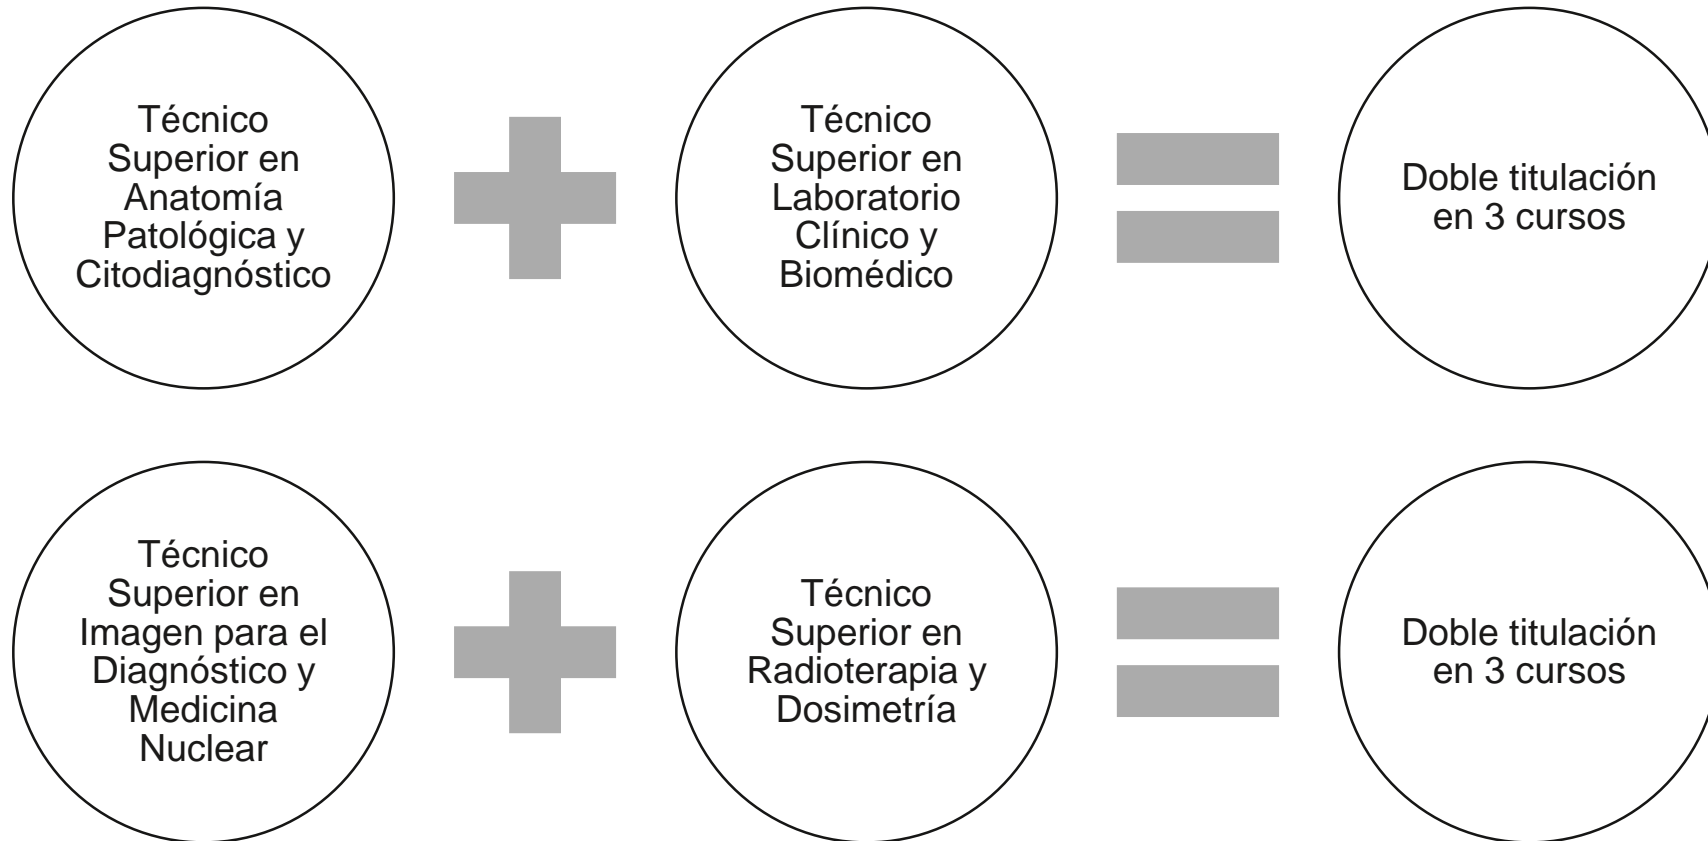 Técnico
Superior en
Anatomía
Patológica y
Citodiagnóstico
Técnico
Superior en
Laboratorio
Clínico y
Biomédico
Doble titulación
en 3 cursos
Técnico
Superior en
Imagen para el
Diagnóstico y
Medicina
Nuclear
Técnico
Superior en
Radioterapia y
Dosimetría
Doble titulación
en 3 cursos